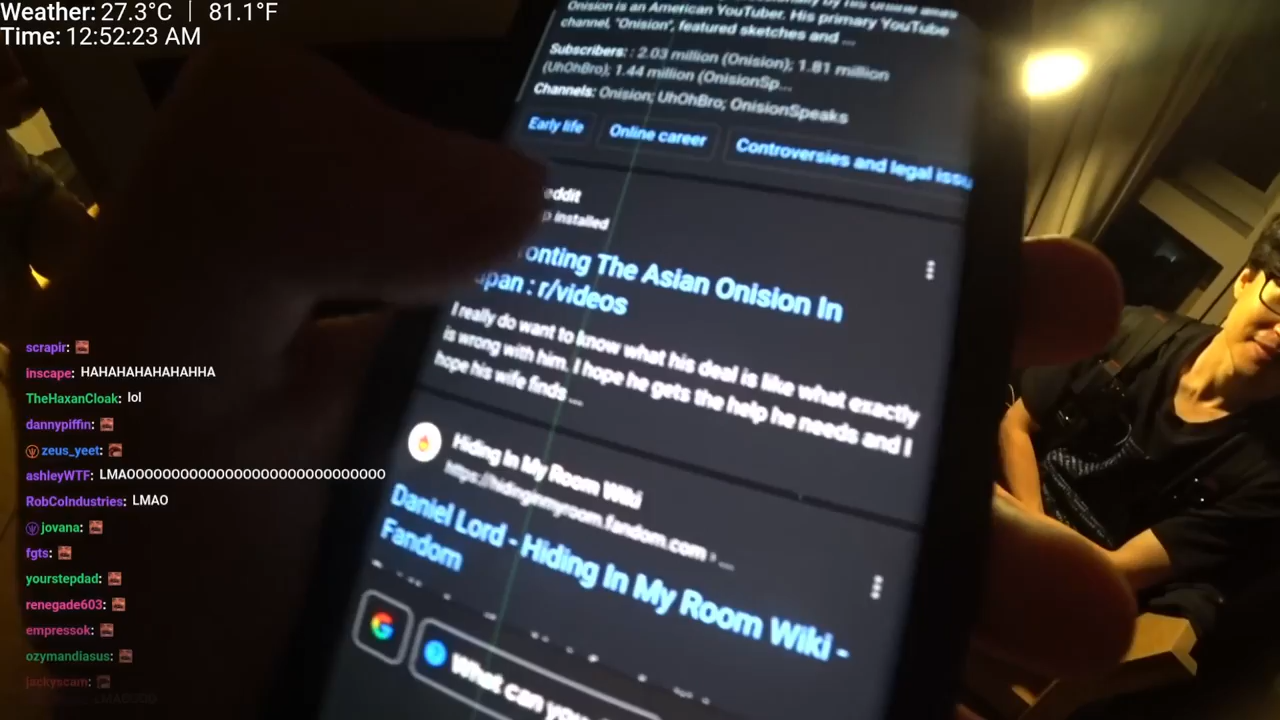 Weather: 27.3°C | 81.1°F
Time: 12:52:23 AM
Onision is an American YouTuber. His primary YouTube
channel, "Onision", featured sketches and ...
Subscribers: : 2.03 million (Onision); 1.81 million
(UhOhBro); 1.44 million (OnisionSp...
Channels: Onision; UhOhBro; OnisionSpeaks
Early life
Online career
Controversies and legal issu
eddit
p installed
onting The Asian Onision In
apan : r/videos
I really do want to know what his deal is like what exactly
is wrong with him. I hope he gets the help he needs and I
hope his wife finds ...
Hiding In My Room Wiki
https://hidinginmyroom.fandom.com › ...
Daniel Lord - Hiding In My Room Wiki -
Fandom
What can you
scrapir:
inscape: HAHAHAHAHAHAHHA
TheHaxanCloak: lol
dannypiffin:
zeus_yeet:
ashleyWTF: LMAOOOOOOOOOOOOOOOOOOOOOOOOOOOOOO
RobCoIndustries: LMAO
jovana:
fgts:
yourstepdad:
renegade603:
empressok:
ozymandiasus:
jackyscam: